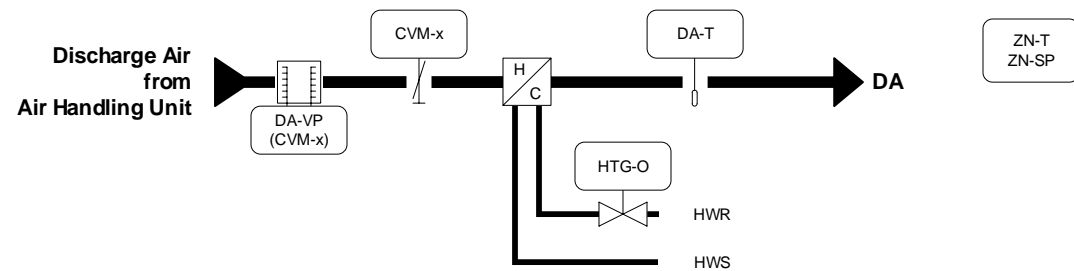 Discharge Air
from
Air Handling Unit
DA-VP
(CVM-x)
CVM-x
H
C
DA-T
DA
ZN-T
ZN-SP
HTG-O
HWR
HWS